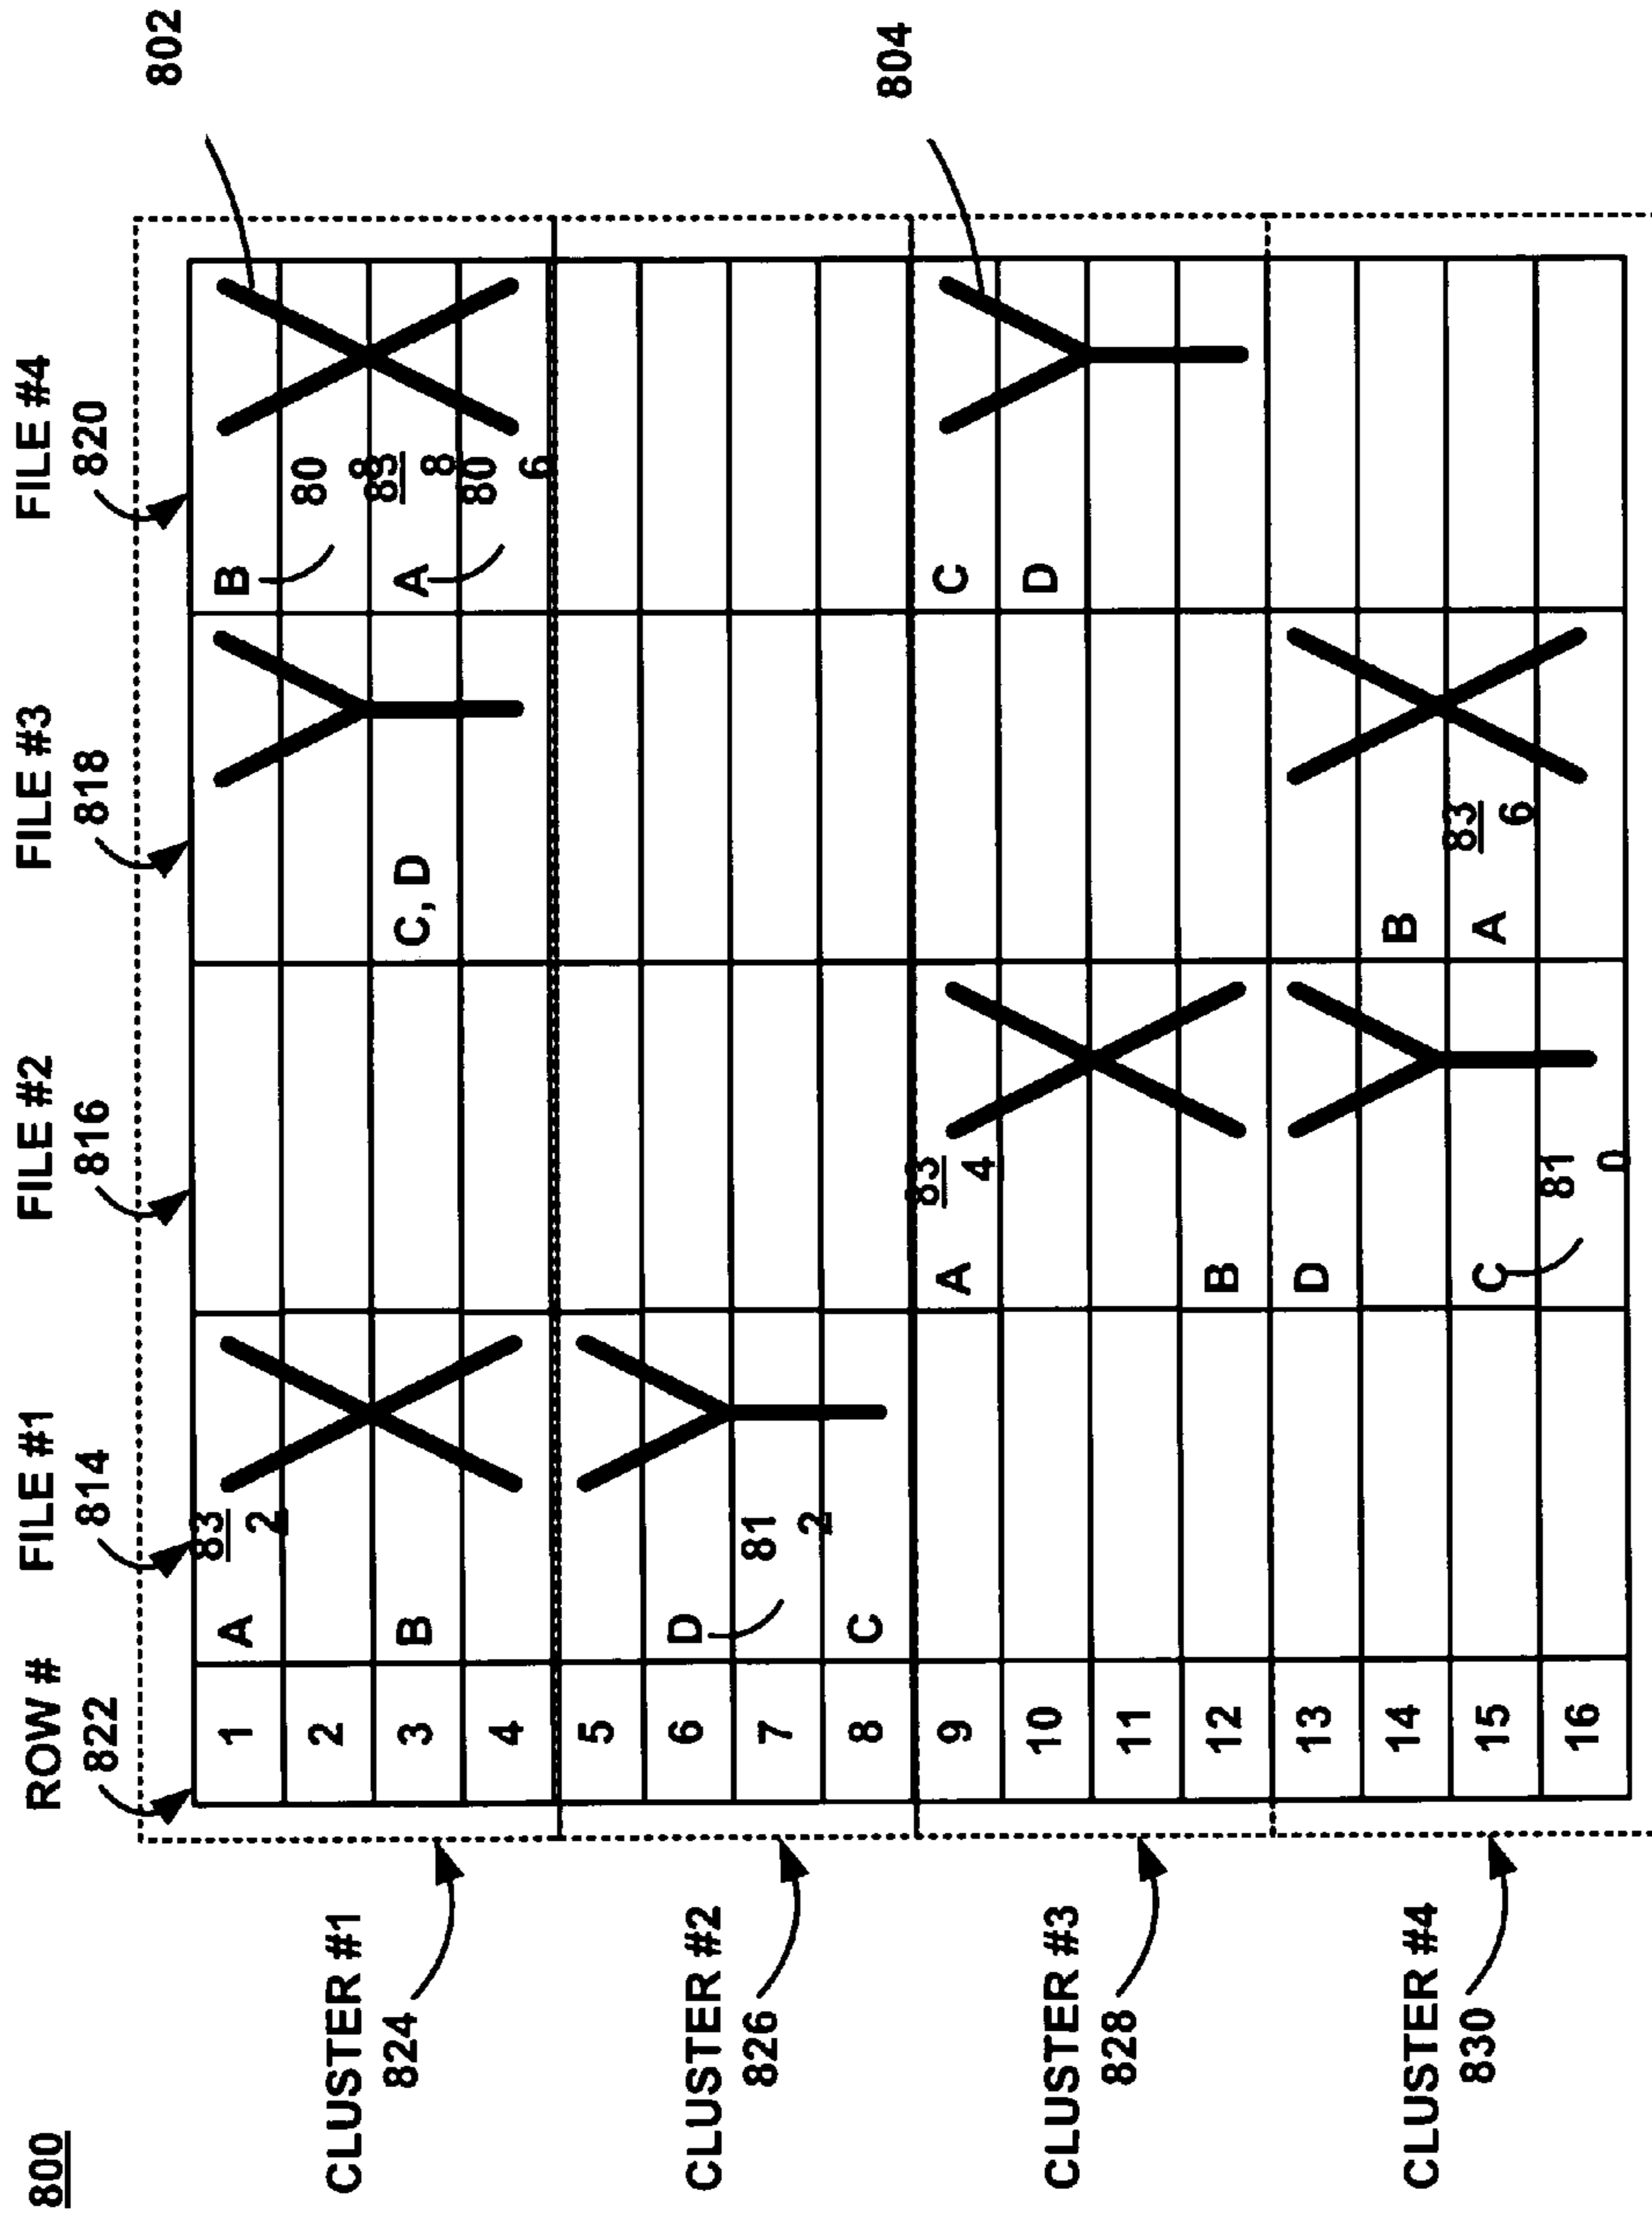 800
ROW #
822
FILE #1
814
FILE #2
816
FILE #3
818
FILE #4
820
802
804
CLUSTER #1
824
CLUSTER #2
826
CLUSTER #3
828
CLUSTER #4
830
1 A 83
2
B 80
8
2
3 B C, D A 83
8
4 80
6
5
6 D
7 81
2
8 C
9 A 83
4 C
10 D
11
12 B
13 D
14 B
15 C A 83
6
16 81
0